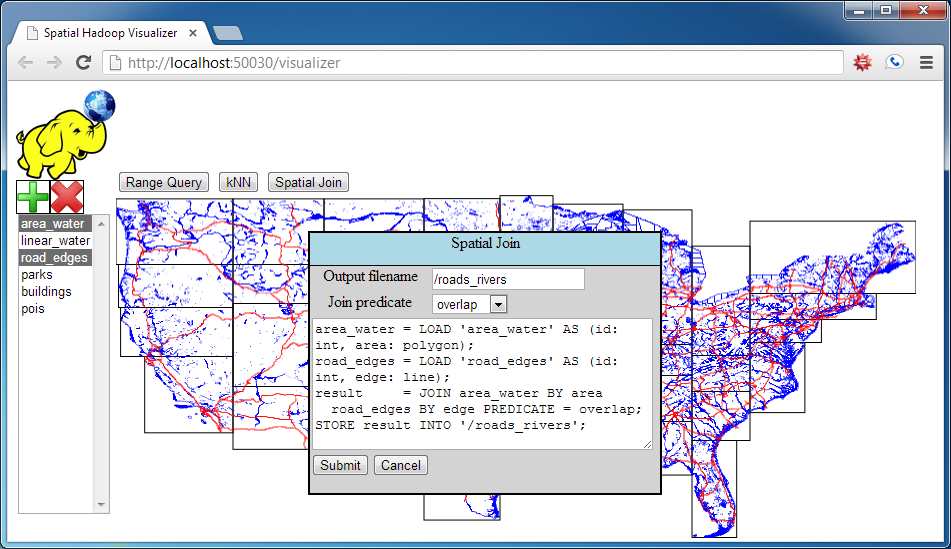 Spatial Hadoop Visualizer
http://localhost:50030/visualizer
Range Query kNN Spatial Join
area_water
linear_water
road_edges
parks
buildings
pois
Spatial Join
Output filename /roads_rivers
Join predicate overlap
area_water = LOAD 'area_water' AS (id:
int, area: polygon);
road_edges = LOAD 'road_edges' AS (id:
int, edge: line);
result = JOIN area_water BY area
road_edges BY edge PREDICATE = overlap;
STORE result INTO '/roads_rivers';
Submit Cancel